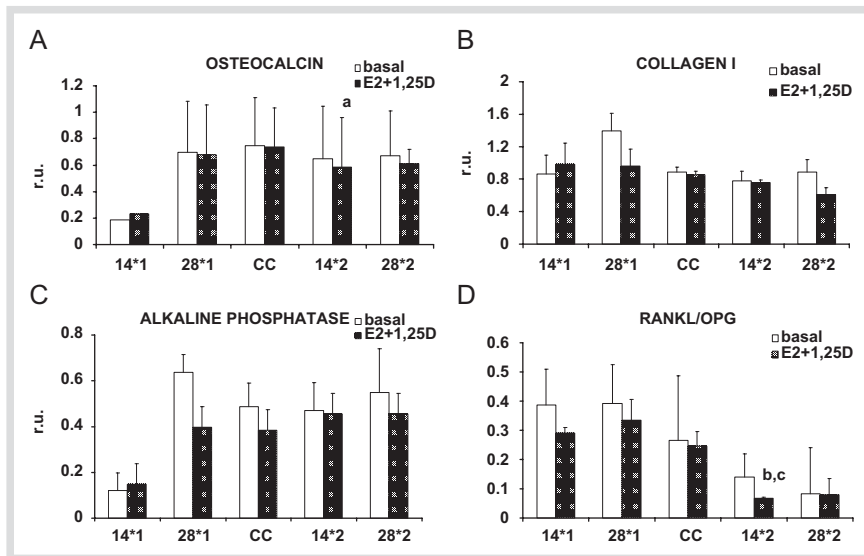 A
OSTEOCALCIN
basal
E2+1,25D
1.2
1
0.8
0.6
0.4
0.2
0
r.u.
a
14*1 28*1 CC 14*2 28*2
B
COLLAGEN I
basal
E2+1,25D
2
1.6
1.2
0.8
0.4
0
r.u.
14*1 28*1 CC 14*2 28*2
C
ALKALINE PHOSPHATASE
basal
E2+1,25D
0.8
0.6
0.4
0.2
0
r.u.
14*1 28*1 CC 14*2 28*2
D
RANKL/OPG
basal
E2+1,25D
0.6
0.5
0.4
0.3
0.2
0.1
0
r.u.
b,c
14*1 28*1 CC 14*2 28*2